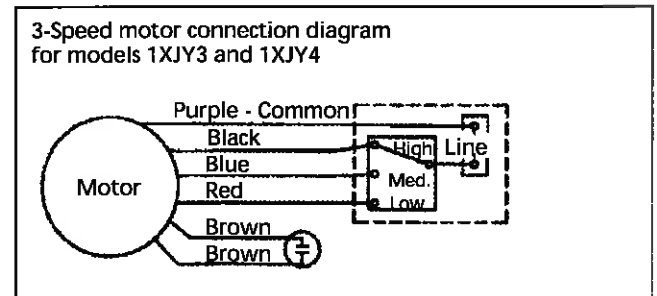 3-Speed motor connection diagram
for models 1XJY3 and 1XJY4
Purple - Common
Black
High
Line
Blue
Motor
Med.
Red
Low
Brown
Brown